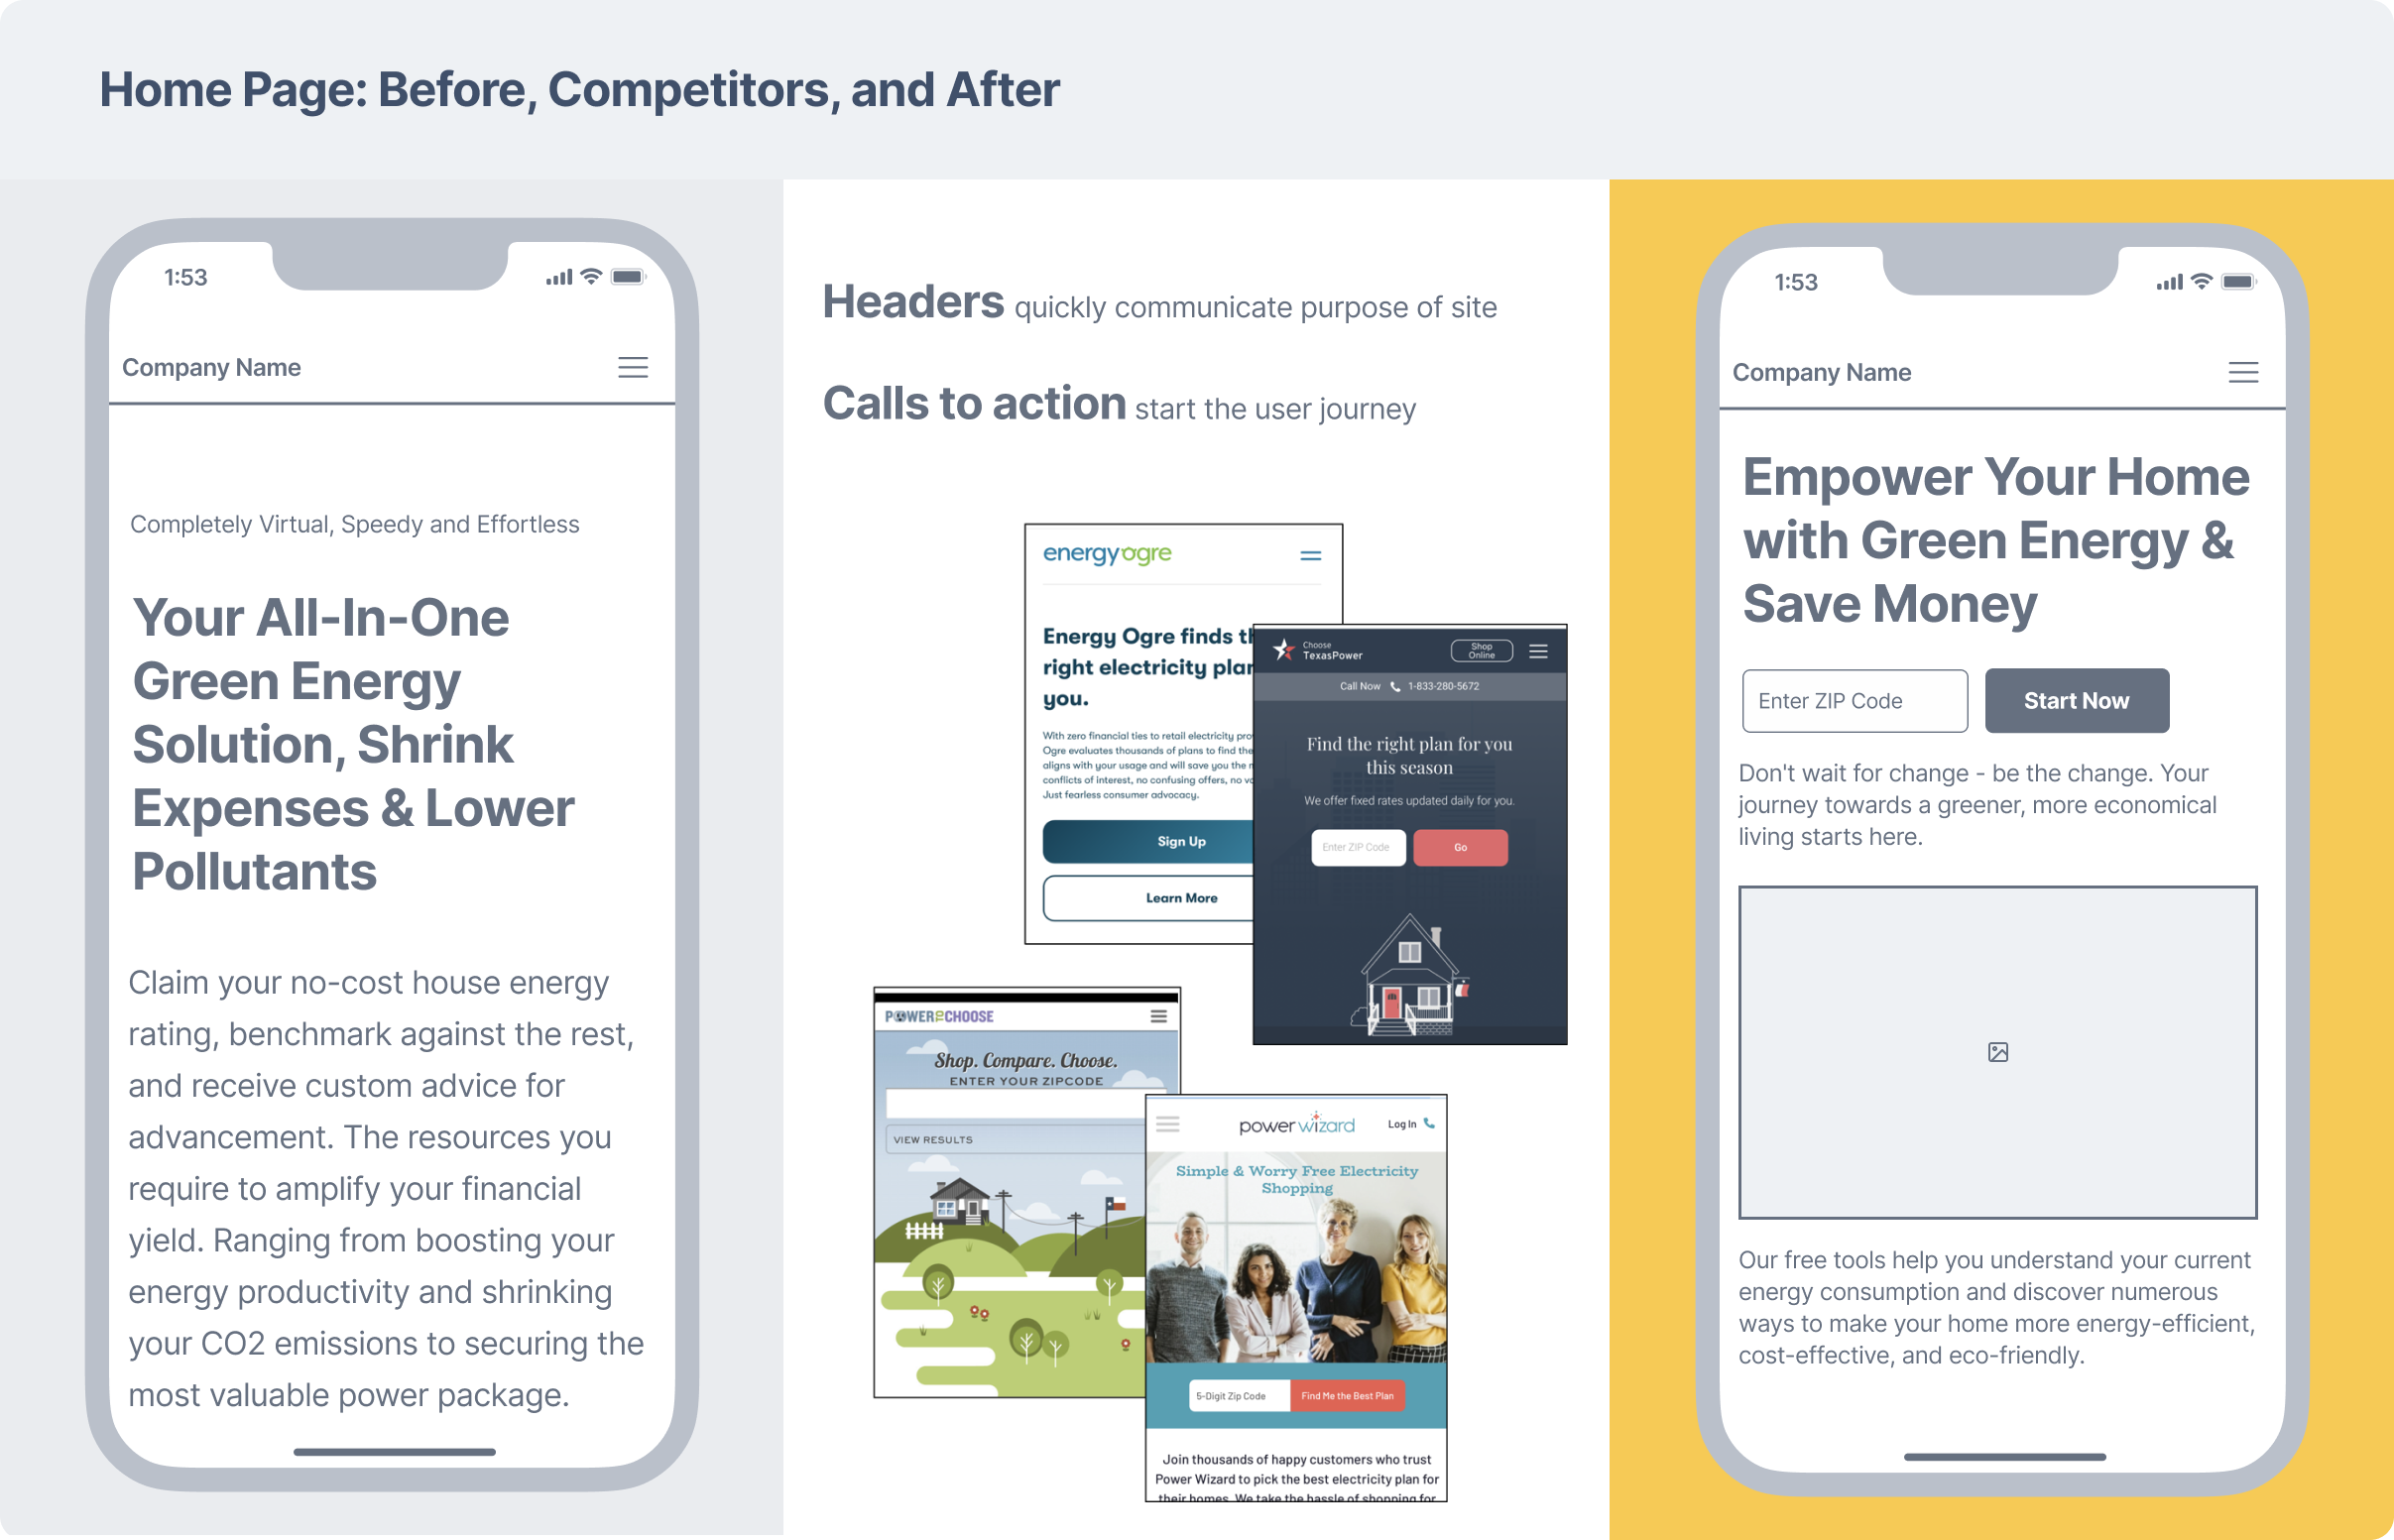 Home Page: Before, Competitors, and After
1:53
Company Name
Completely Virtual, Speedy and Effortless
Your All-In-One
Green Energy
Solution, Shrink
Expenses & Lower
Pollutants
Claim your no-cost house energy
rating, benchmark against the rest,
and receive custom advice for
advancement. The resources you
require to amplify your financial
yield. Ranging from boosting your
energy productivity and shrinking
your CO2 emissions to securing the
most valuable power package.
Headers quickly communicate purpose of site
Calls to action start the user journey
energyogre
Energy Ogre finds
right electricity
you.
With zero financial ties to retail electricity
Ogre evaluates thousands of plans to find the
aligns with your usage and will save you the
conflicts of interest, no confusing offers, no
Just fearless consumer advocacy.
Sign Up
Learn More
Choose
TexasPower
Shop
Online
Call Now 1-833-280-5672
Find the right plan for you
this season
We offer fixed rates updated daily for you.
Enter ZIP Code
Go
POWER TO CHOOSE
Shop. Compare. Choose.
ENTER YOUR ZIPCODE
VIEW RESULTS
power wizard
Log In
Simple & Worry Free Electricity
Shopping
5-Digit Zip Code
Find Me the Best Plan
Join thousands of happy customers who trust
Power Wizard to pick the best electricity plan for
their homes. We take the hassle of shopping for
1:53
Company Name
Empower Your Home
with Green Energy &
Save Money
Enter ZIP Code
Start Now
Don't wait for change - be the change. Your
journey towards a greener, more economical
living starts here.
Our free tools help you understand your current
energy consumption and discover numerous
ways to make your home more energy-efficient,
cost-effective, and eco-friendly.